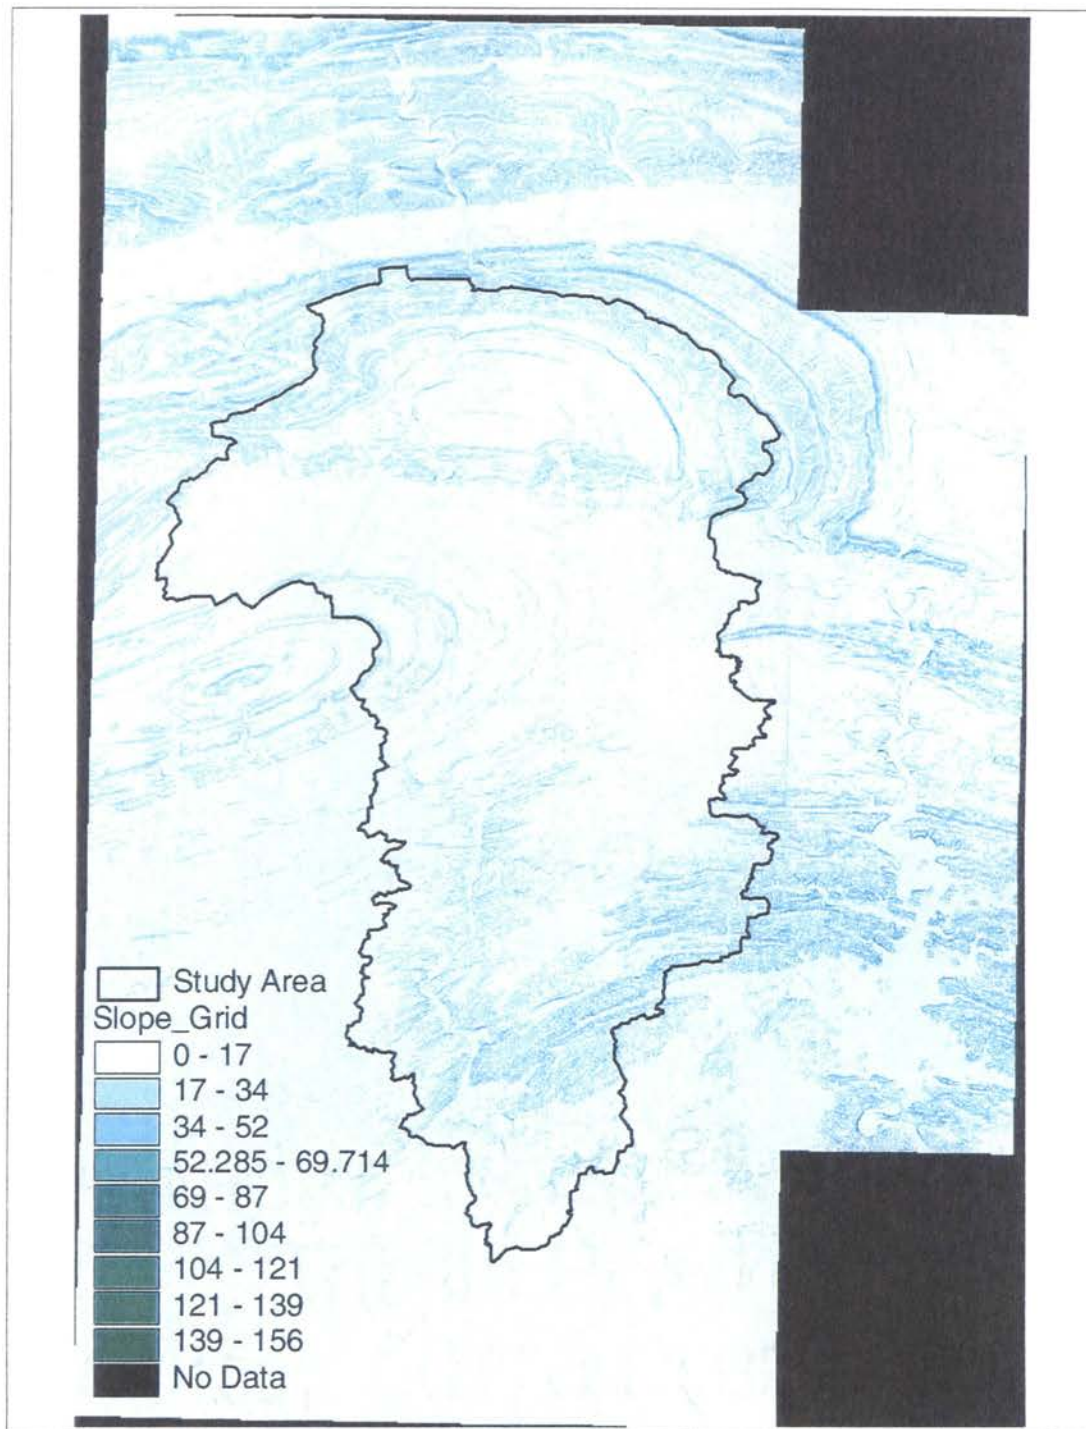 Study Area
Slope_Grid
0 - 17
17 - 34
34 - 52
52.285 - 69.714
69 - 87
87 - 104
104 - 121
121 - 139
139 - 156
No Data